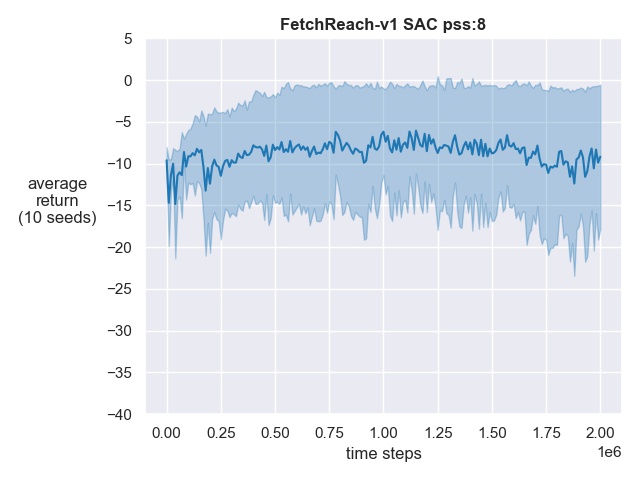 FetchReach-v1 SAC pss:8
5
0
−5
−10
−15
−20
−25
−30
−35
−40
average
return
(10 seeds)
0.00 0.25 0.50 0.75 1.00 1.25 1.50 1.75 2.00
time steps
1e6